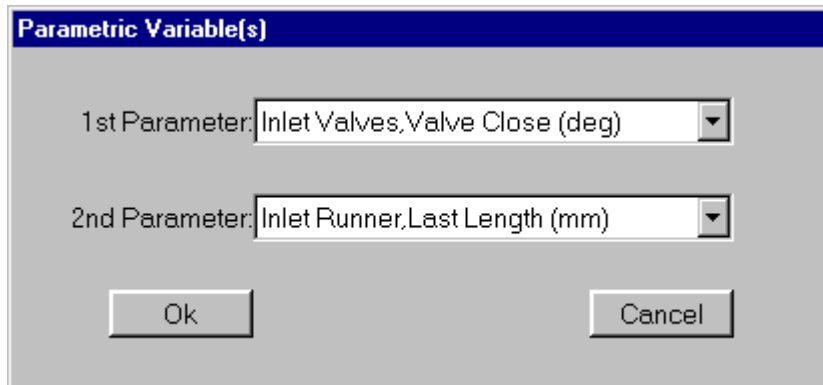 Parametric Variable(s)
1st Parameter: Inlet Valves,Valve Close (deg)
2nd Parameter: Inlet Runner,Last Length (mm)
Ok Cancel